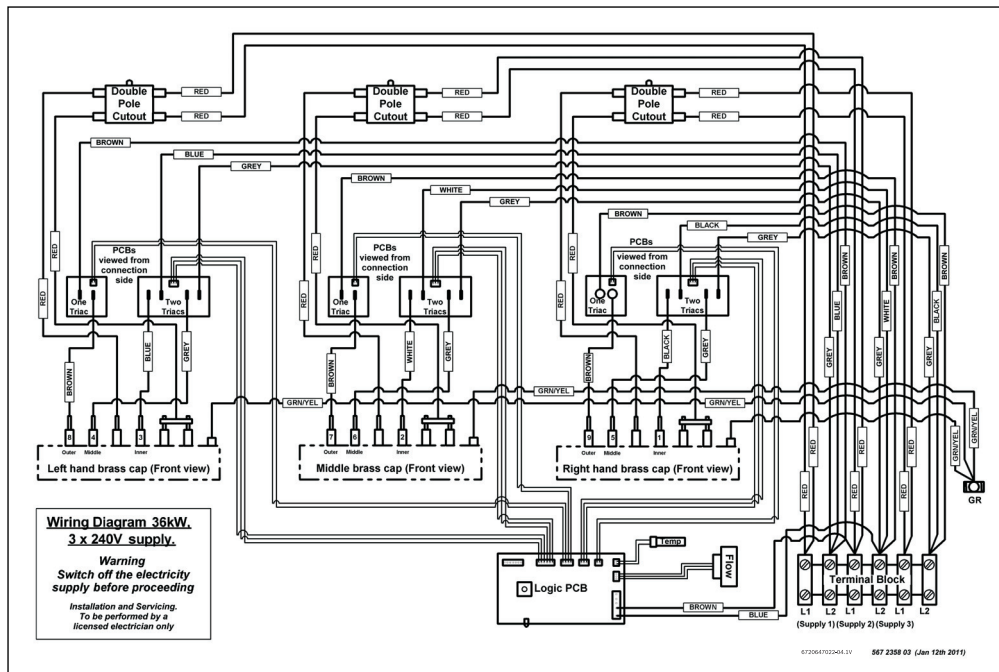 Double
Pole
Cutout
RED
RED
Double
Pole
Cutout
RED
RED
Double
Pole
Cutout
RED
RED
BROWN
BLUE
GREY
BROWN
WHITE
GREY
BROWN
BLACK
GREY
PCBs
viewed from
connection
side
PCBs
viewed from
connection
side
PCBs
viewed from
connection
side
RED
RED
RED
RED
RED
RED
One
Triac
Two
Triacs
One
Triac
Two
Triacs
One
Triac
Two
Triacs
BROWN
BLUE
GREY
BROWN
WHITE
GREY
BROWN
BLACK
GREY
GREY
BLUE
BROWN
GREY
WHITE
BROWN
GREY
BLACK
BROWN
GRN/YEL
GRN/YEL
GRN/YEL
GRN/YEL
GRN/YEL
GRN/YEL
8
4
3
Outer
Middle
Inner
Left hand brass cap (Front view)
7
6
2
Outer
Middle
Inner
Middle brass cap (Front view)
9
5
1
Outer
Middle
Inner
Right hand brass cap (Front view)
RED
RED
RED
RED
RED
RED
GR
Wiring Diagram 36kW,
3 x 240V supply.
Warning
Switch off the electricity
supply before proceeding
Installation and Servicing.
To be performed by a
licensed electrician only
Logic PCB
Temp
Flow
BROWN
BLUE
Terminal Block
L1 L2 L1 L2 L1 L2
(Supply 1) (Supply 2) (Supply 3)
6720647022-04.1V
567 2358 03 (Jan 12th 2011)